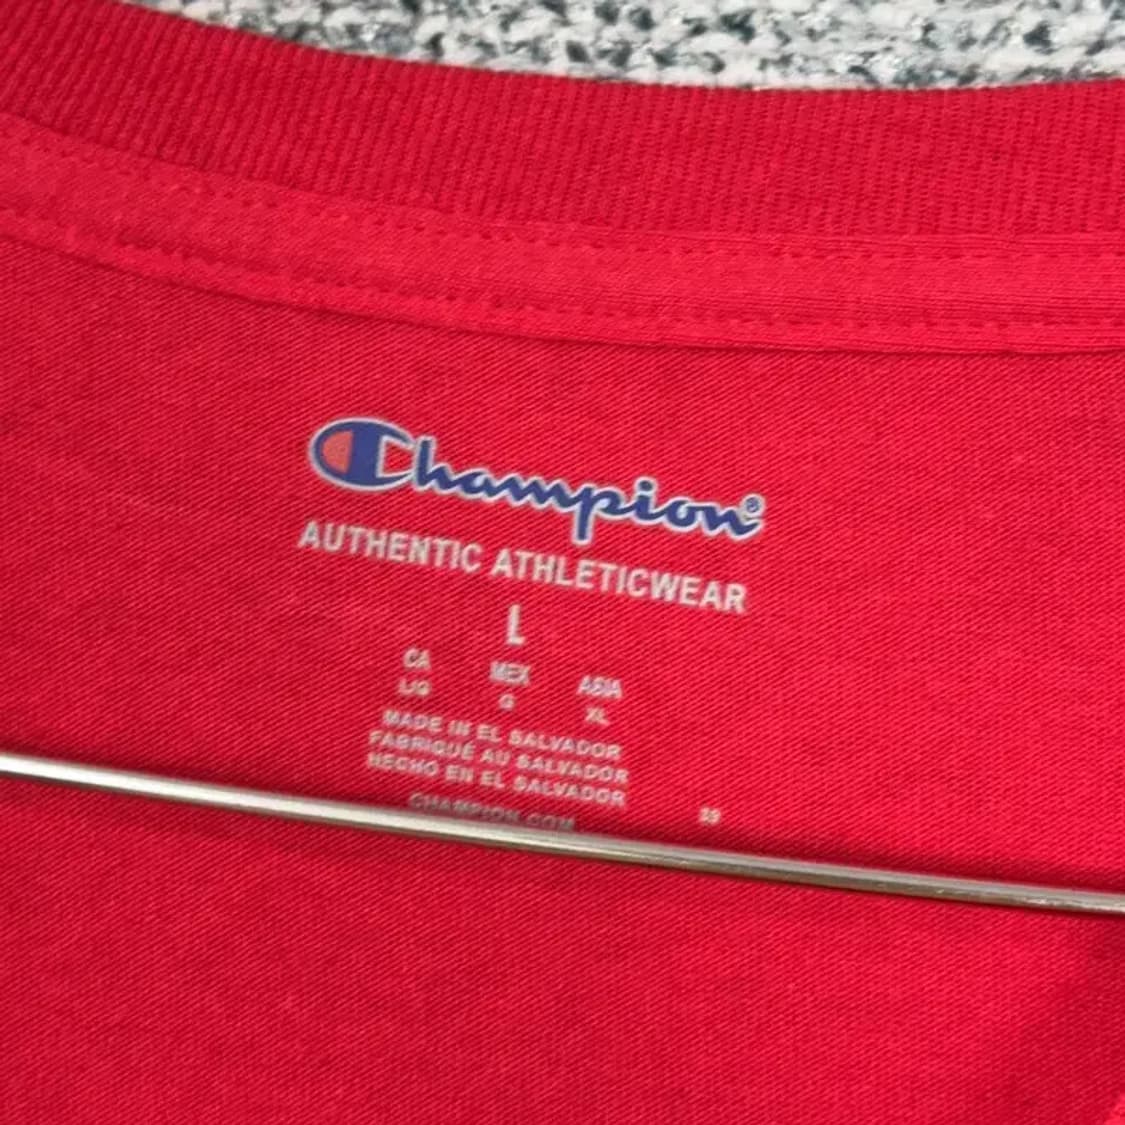 Champion®
AUTHENTIC ATHLETICWEAR
L
CA MEX ASIA
L/G G XL
MADE IN EL SALVADOR
FABRIQUÉ AU SALVADOR
HECHO EN EL SALVADOR
CHAMPION.COM